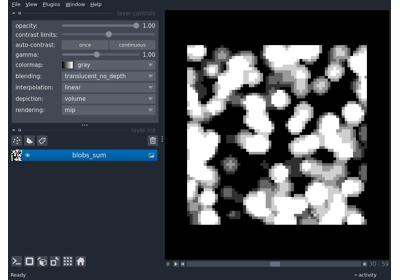 File View Plugins Window Help
layer controls
opacity: 1.00
contrast limits:
auto-contrast: once continuous
gamma: 1.00
colormap: gray
blending: translucent_no_depth
interpolation: linear
depiction: volume
rendering: mip
layer list
blobs_sum
30 59
Ready activity